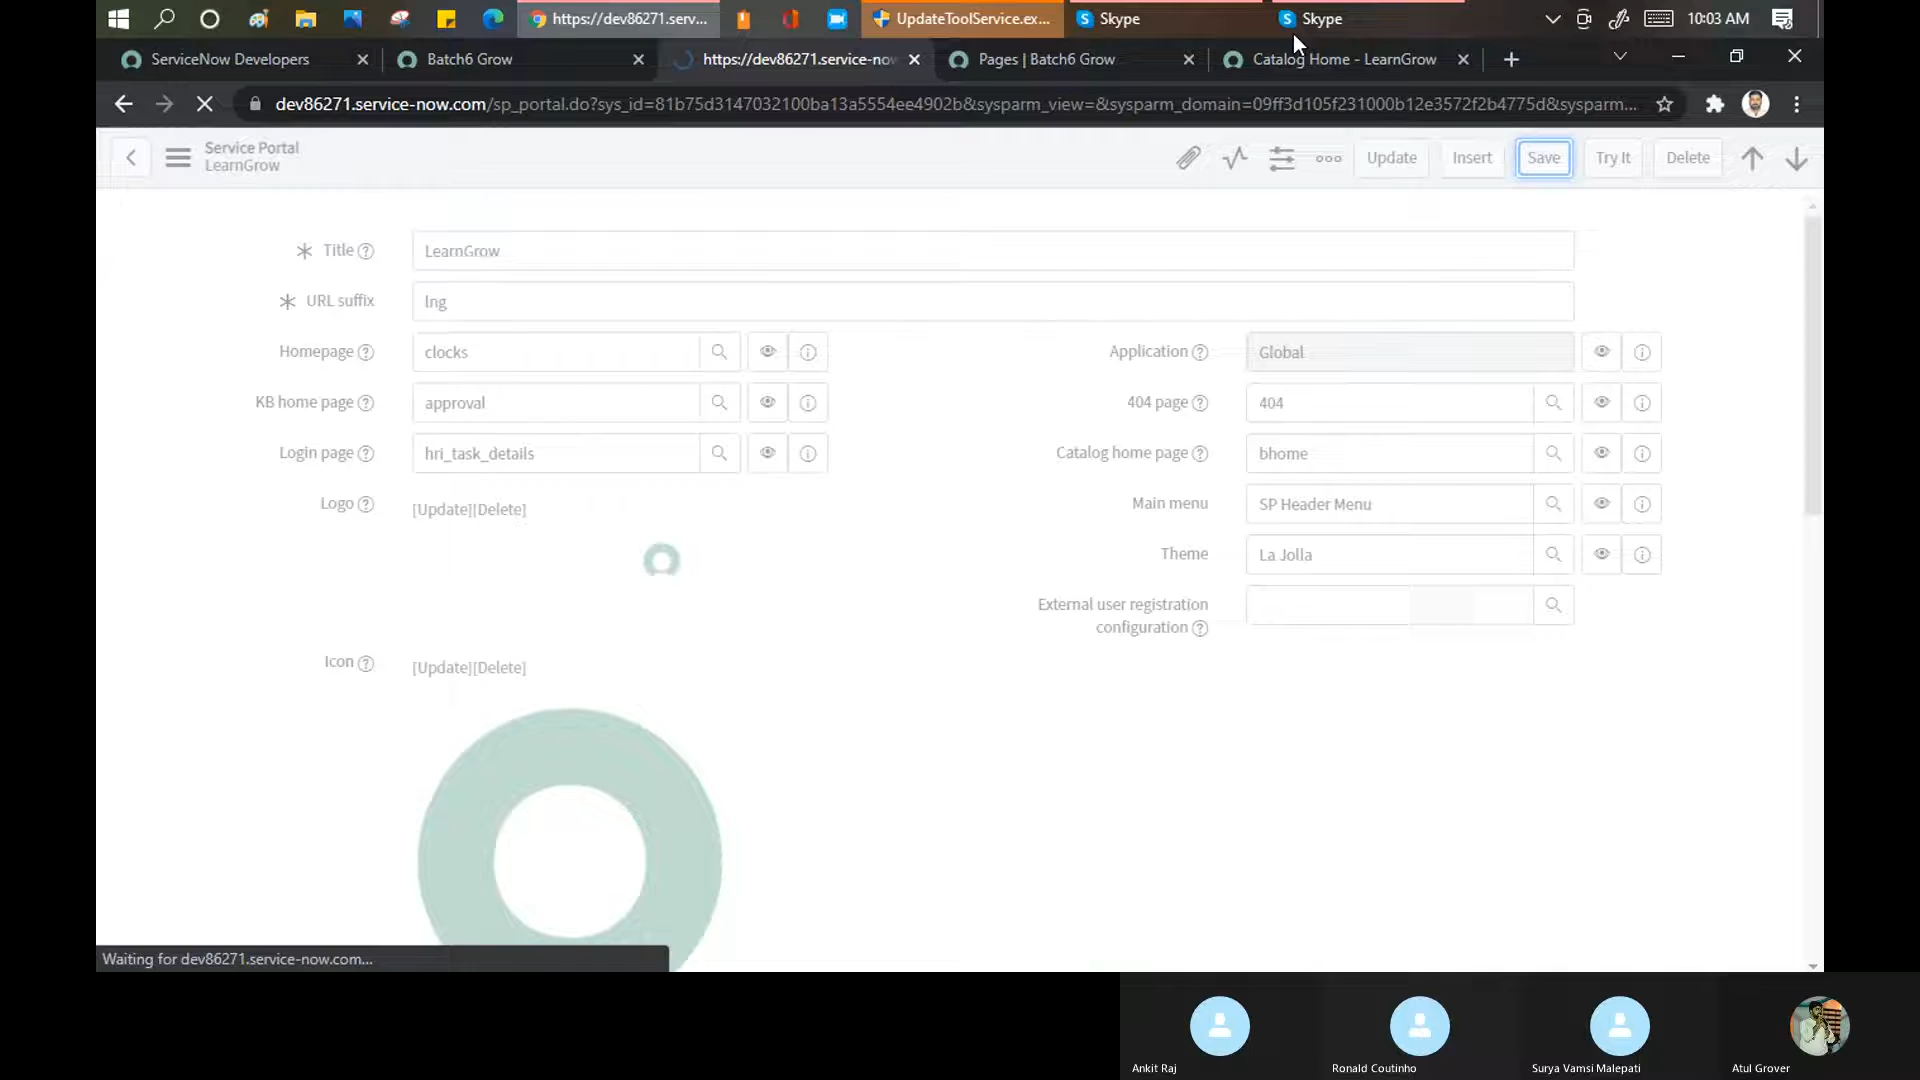 https://dev86271.serv...
UpdateToolService.ex...
Skype
Skype
10:03 AM
ServiceNow Developers
Batch6 Grow
https://dev86271.service-now
Pages | Batch6 Grow
Catalog Home - LearnGrow
dev86271.service-now.com/sp_portal.do?sys_id=81b75d3147032100ba13a5554ee4902b&sysparm_view=&sysparm_domain=09ff3d105f231000b12e3572f2b4775d&sysparm...
Service Portal
LearnGrow
Update
Insert
Save
Try It
Delete
Title
LearnGrow
URL suffix
lng
Homepage
clocks
Application
Global
KB home page
approval
404 page
404
Login page
hri_task_details
Catalog home page
bhome
Logo
[Update][Delete]
Main menu
SP Header Menu
Theme
La Jolla
External user registration
configuration
Icon
[Update][Delete]
Waiting for dev86271.service-now.com...
Ankit Raj
Ronald Coutinho
Surya Vamsi Malepati
Atul Grover